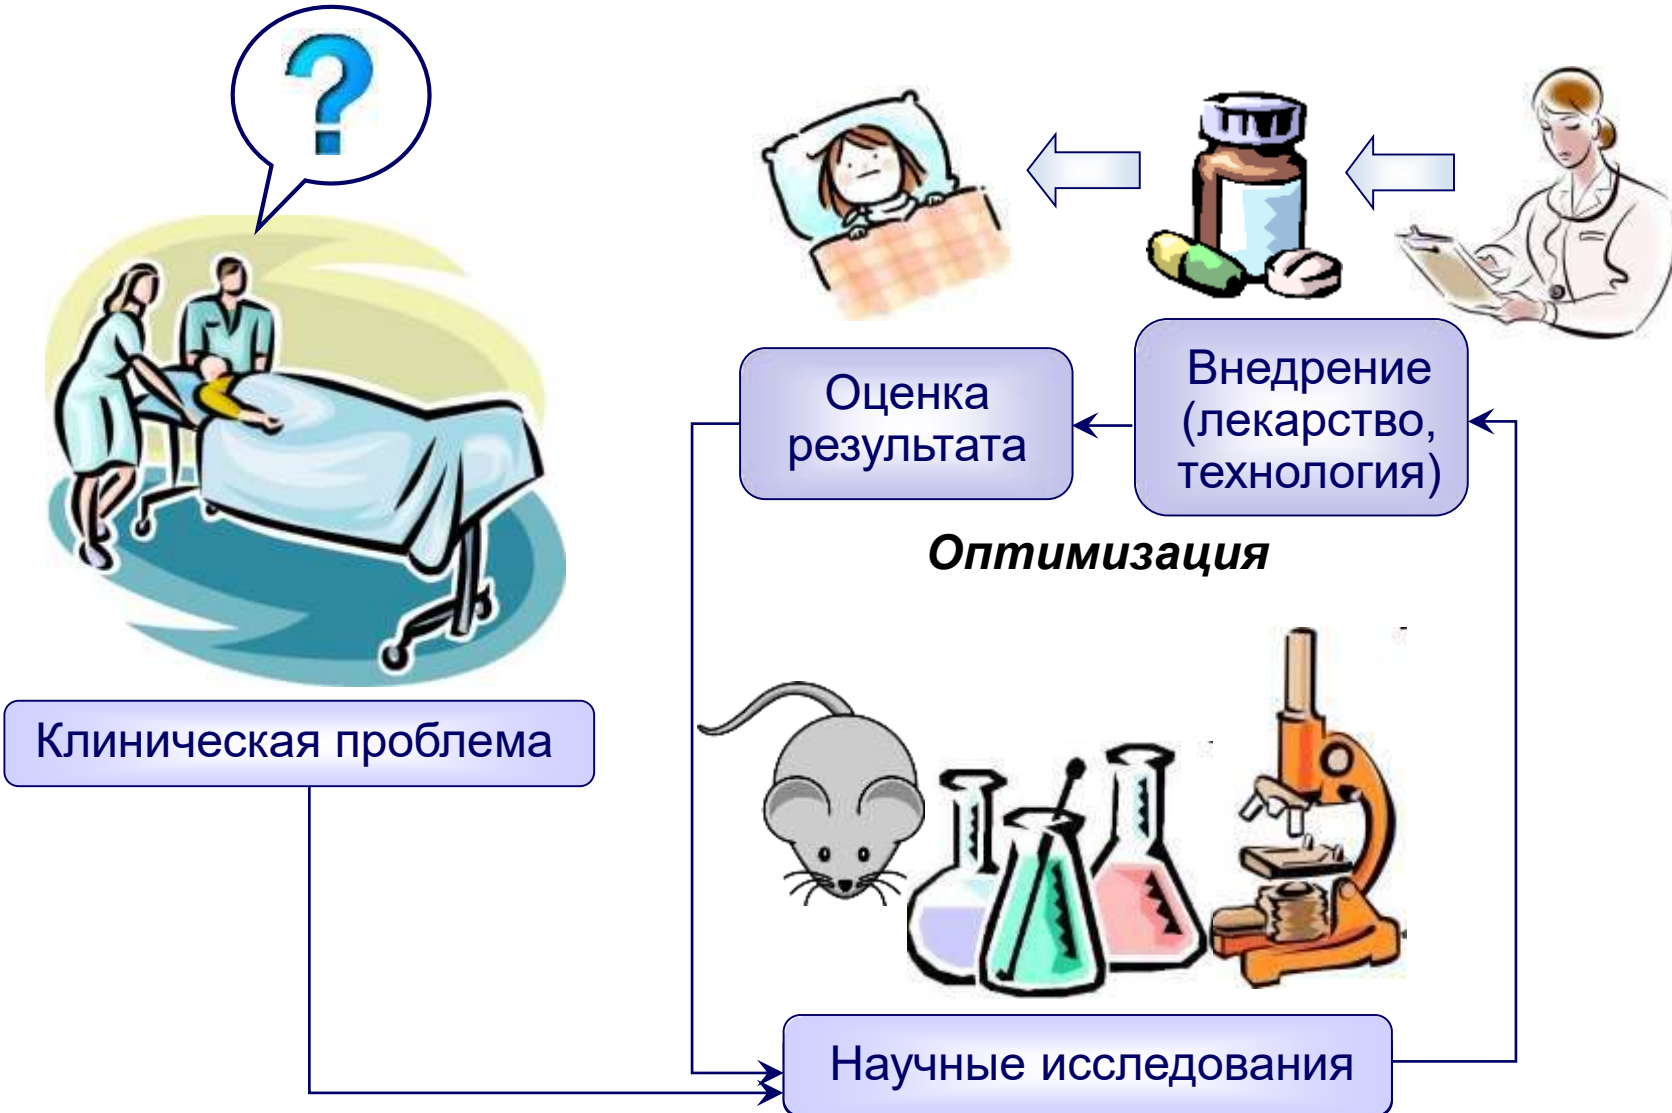 ?
Оценка
результата
Внедрение
(лекарство,
технология)
Оптимизация
Клиническая проблема
Научные исследования